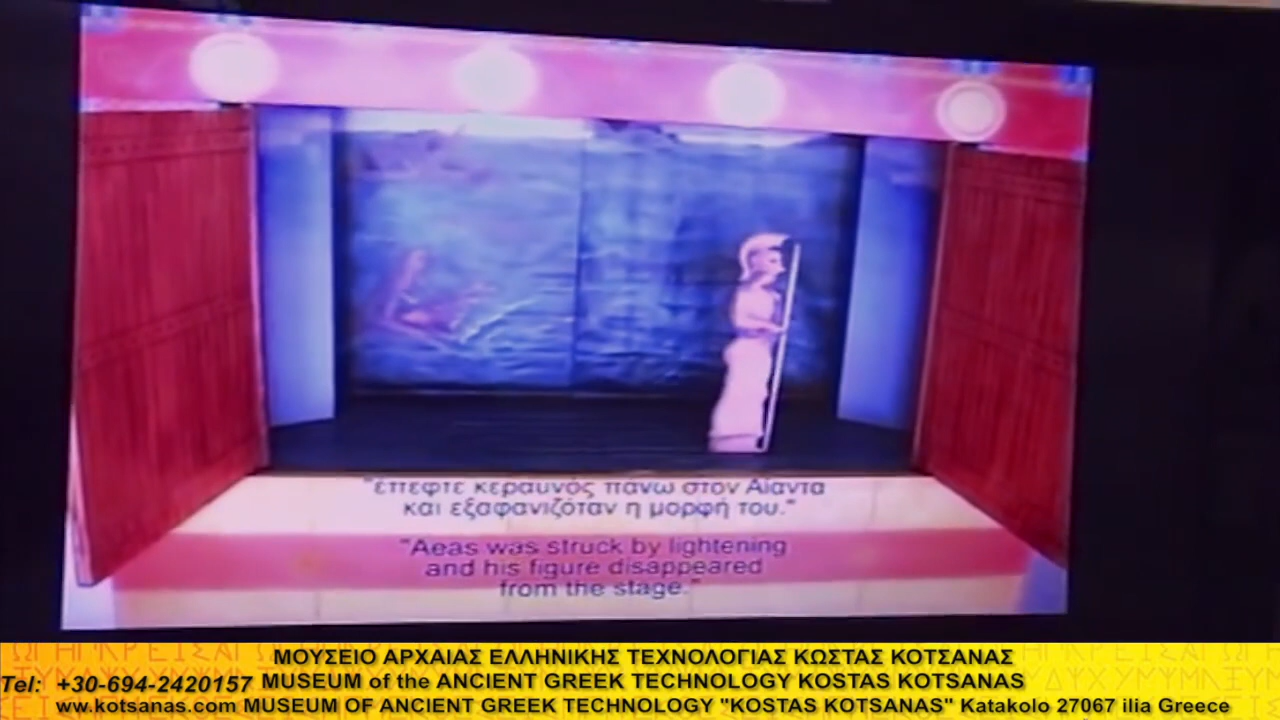 "έπεφτε κεραυνός πάνω στον Αίαντα
και εξαφανιζόταν η μορφή του."
"Aeas was struck by lightening
and his figure disappeared
from the stage."
ΜΟΥΣΕΙΟ ΑΡΧΑΙΑΣ ΕΛΛΗΝΙΚΗΣ ΤΕΧΝΟΛΟΓΙΑΣ ΚΩΣΤΑΣ ΚΟΤΣΑΝΑΣ
Tel: +30-694-2420157 MUSEUM of the ANCIENT GREEK TECHNOLOGY KOSTAS KOTSANAS
www.kotsanas.com MUSEUM OF ANCIENT GREEK TECHNOLOGY "KOSTAS KOTSANAS" Katakolo 27067 ilia Greece